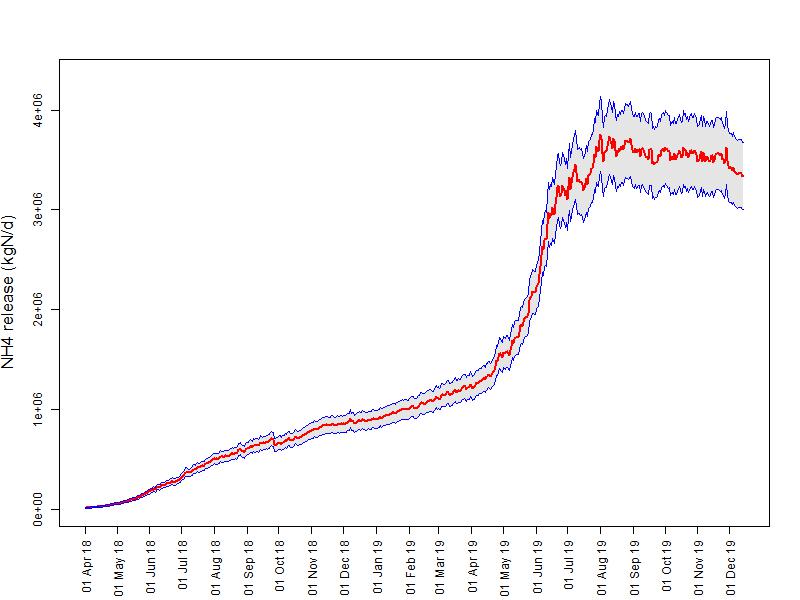 NH4 release (kgN/d)
4e+06
3e+06
2e+06
1e+06
0e+00
01 Apr 18
01 May 18
01 Jun 18
01 Jul 18
01 Aug 18
01 Sep 18
01 Oct 18
01 Nov 18
01 Dec 18
01 Jan 19
01 Feb 19
01 Mar 19
01 Apr 19
01 May 19
01 Jun 19
01 Jul 19
01 Aug 19
01 Sep 19
01 Oct 19
01 Nov 19
01 Dec 19